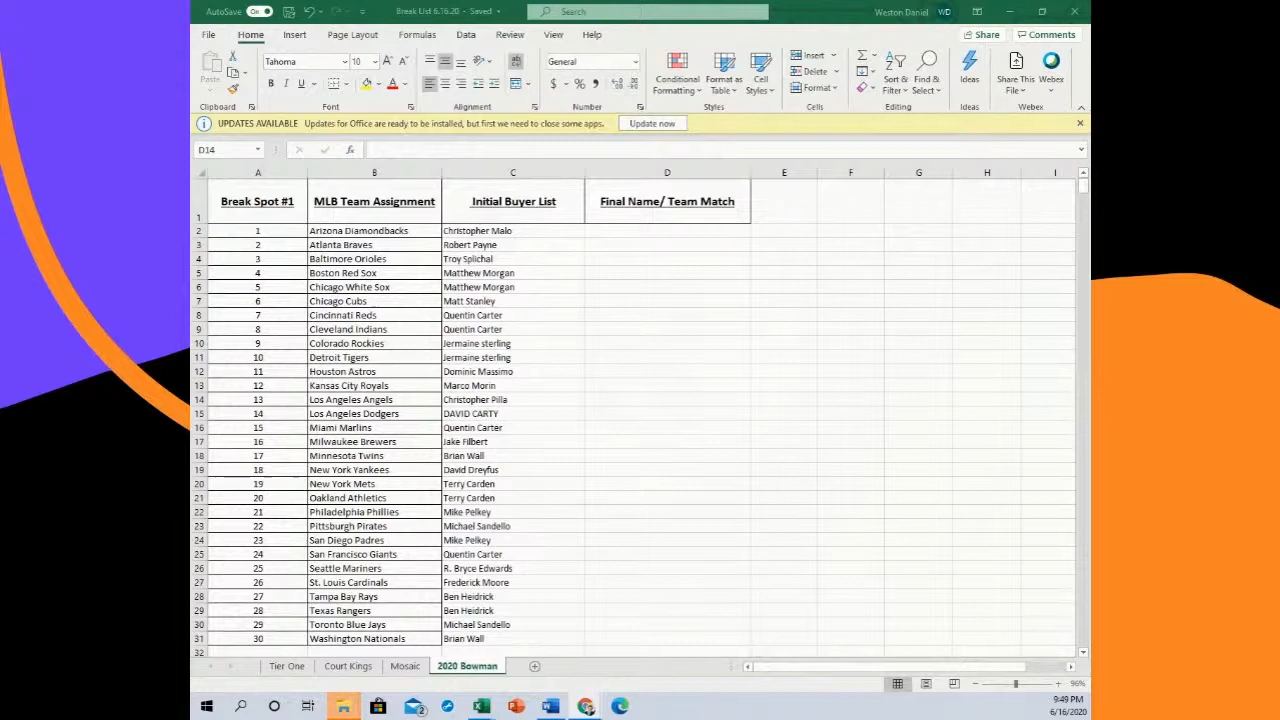 AutoSave On Break List 6.16.20 - Saved Search Weston Daniel WD
File Home Insert Page Layout Formulas Data Review View Help Share Comments
Paste Tahoma 10 General Conditional Formatting Format as Table Cell Styles Insert Delete Format Sort & Filter Find & Select Ideas Share This File Webex
Clipboard Font Alignment Number Styles Cells Editing Ideas Webex
UPDATES AVAILABLE Updates for Office are ready to be installed, but first we need to close some apps. Update now
D14 fx
A B C D E F G H I
1 Break Spot #1 MLB Team Assignment Initial Buyer List Final Name/ Team Match
2 1 Arizona Diamondbacks Christopher Malo
3 2 Atlanta Braves Robert Payne
4 3 Baltimore Orioles Troy Splichal
5 4 Boston Red Sox Matthew Morgan
6 5 Chicago White Sox Matthew Morgan
7 6 Chicago Cubs Matt Stanley
8 7 Cincinnati Reds Quentin Carter
9 8 Cleveland Indians Quentin Carter
10 9 Colorado Rockies Jermaine sterling
11 10 Detroit Tigers Jermaine sterling
12 11 Houston Astros Dominic Massimo
13 12 Kansas City Royals Marco Morin
14 13 Los Angeles Angels Christopher Pilla
15 14 Los Angeles Dodgers DAVID CARTY
16 15 Miami Marlins Quentin Carter
17 16 Milwaukee Brewers Jake Filbert
18 17 Minnesota Twins Brian Wall
19 18 New York Yankees David Dreyfus
20 19 New York Mets Terry Carden
21 20 Oakland Athletics Terry Carden
22 21 Philadelphia Phillies Mike Pelkey
23 22 Pittsburgh Pirates Michael Sandello
24 23 San Diego Padres Mike Pelkey
25 24 San Francisco Giants Quentin Carter
26 25 Seattle Mariners R. Bryce Edwards
27 26 St. Louis Cardinals Frederick Moore
28 27 Tampa Bay Rays Ben Heidrick
29 28 Texas Rangers Ben Heidrick
30 29 Toronto Blue Jays Michael Sandello
31 30 Washington Nationals Brian Wall
32
Tier One Court Kings Mosaic 2020 Bowman
96%
9:49 PM
6/16/2020